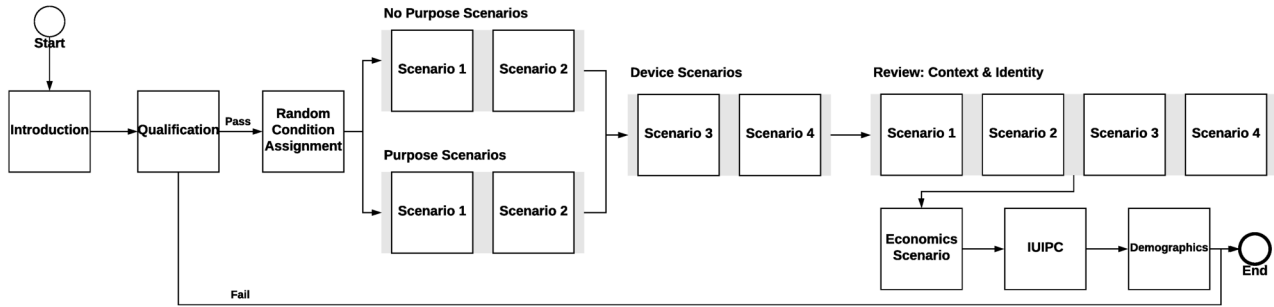 Start
Introduction
Qualification
Pass
Random
Condition
Assignment
No Purpose Scenarios
Scenario 1
Scenario 2
Purpose Scenarios
Scenario 1
Scenario 2
Device Scenarios
Scenario 3
Scenario 4
Review: Context & Identity
Scenario 1
Scenario 2
Scenario 3
Scenario 4
Economics
Scenario
IUIPC
Demographics
End
Fail